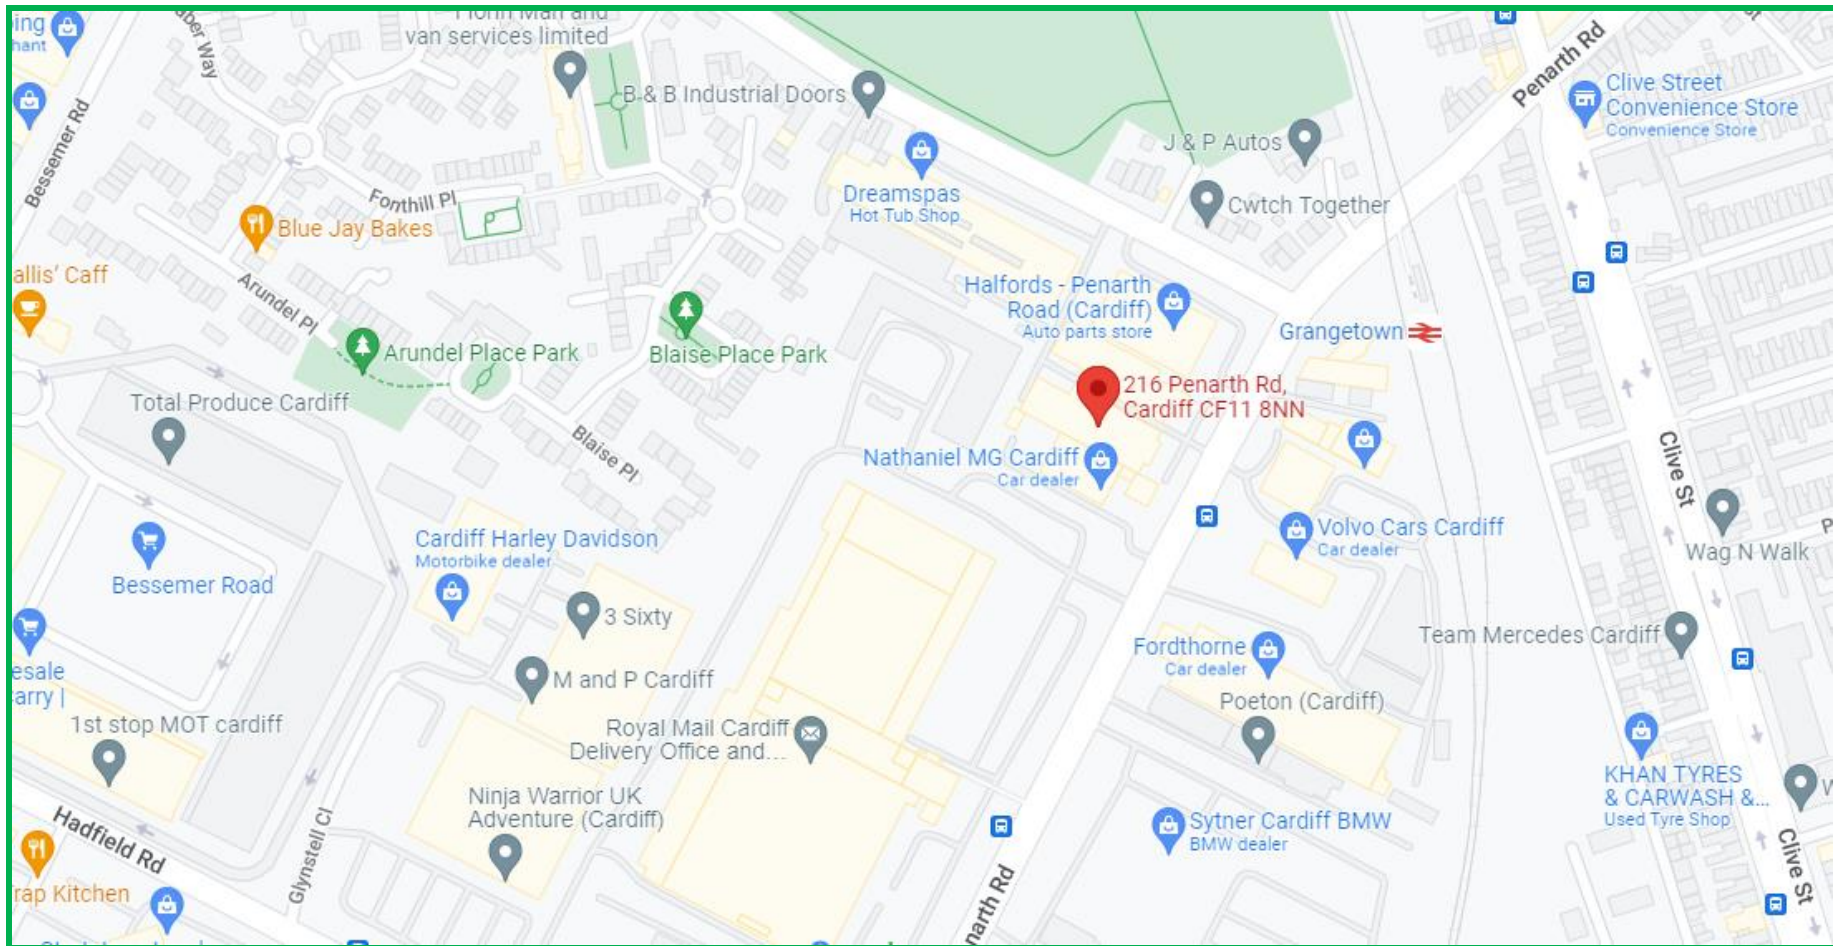 van services limited
Bessemer Rd
B & B Industrial Doors
Penarth Rd
Clive Street
Convenience Store
Convenience Store
J & P Autos
Dreamspas
Hot Tub Shop
Cwtch Together
Fonthill Pl
Blue Jay Bakes
Arundel Pl
Halfords - Penarth
Road (Cardiff)
Auto parts store
Grangetown
Arundel Place Park
Blaise Place Park
216 Penarth Rd,
Cardiff CF11 8NN
Total Produce Cardiff
Blaise Pl
Nathaniel MG Cardiff
Car dealer
Clive St
Cardiff Harley Davidson
Motorbike dealer
Volvo Cars Cardiff
Car dealer
Wag N Walk
Bessemer Road
3 Sixty
Team Mercedes Cardiff
Fordthorne
Car dealer
M and P Cardiff
Poeton (Cardiff)
1st stop MOT cardiff
Royal Mail Cardiff
Delivery Office and...
KHAN TYRES
& CARWASH &...
Used Tyre Shop
Ninja Warrior UK
Adventure (Cardiff)
Sytner Cardiff BMW
BMW dealer
Hadfield Rd
Glynstell Cl
Clive St
Kitchen